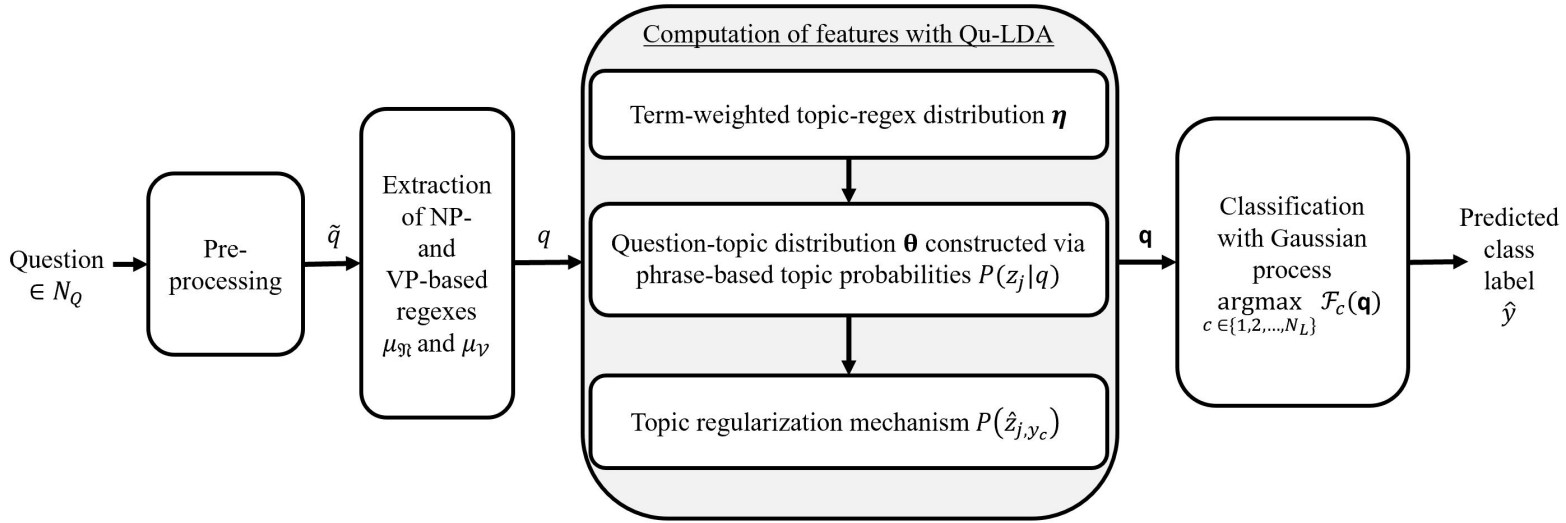 Question
∈ N_Q
Pre-
processing
q̃
Extraction
of NP-
and
VP-based
regexes
μ_𝔑 and μ_𝒱
q
Computation of features with Qu-LDA
Term-weighted topic-regex distribution 𝜼
Question-topic distribution 𝛉 constructed via
phrase-based topic probabilities P(z_j|q)
Topic regularization mechanism P(ẑ_{j,y_c})
𝐪
Classification
with Gaussian
process
argmax ℱ_c(𝐪)
c ∈{1,2,…,N_L}
Predicted
class
label
ŷ